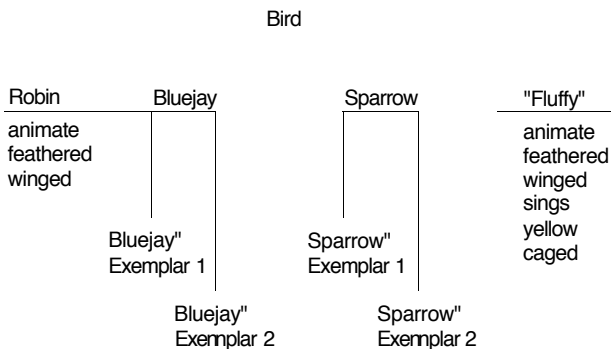 Bird
Robin Bluejay Sparrow "Fluffy"
animate
feathered
winged
animate
feathered
winged
sings
yellow
caged
Bluejay"
Exemplar 1
Sparrow"
Exemplar 1
Bluejay"
Exemplar 2
Sparrow"
Exemplar 2